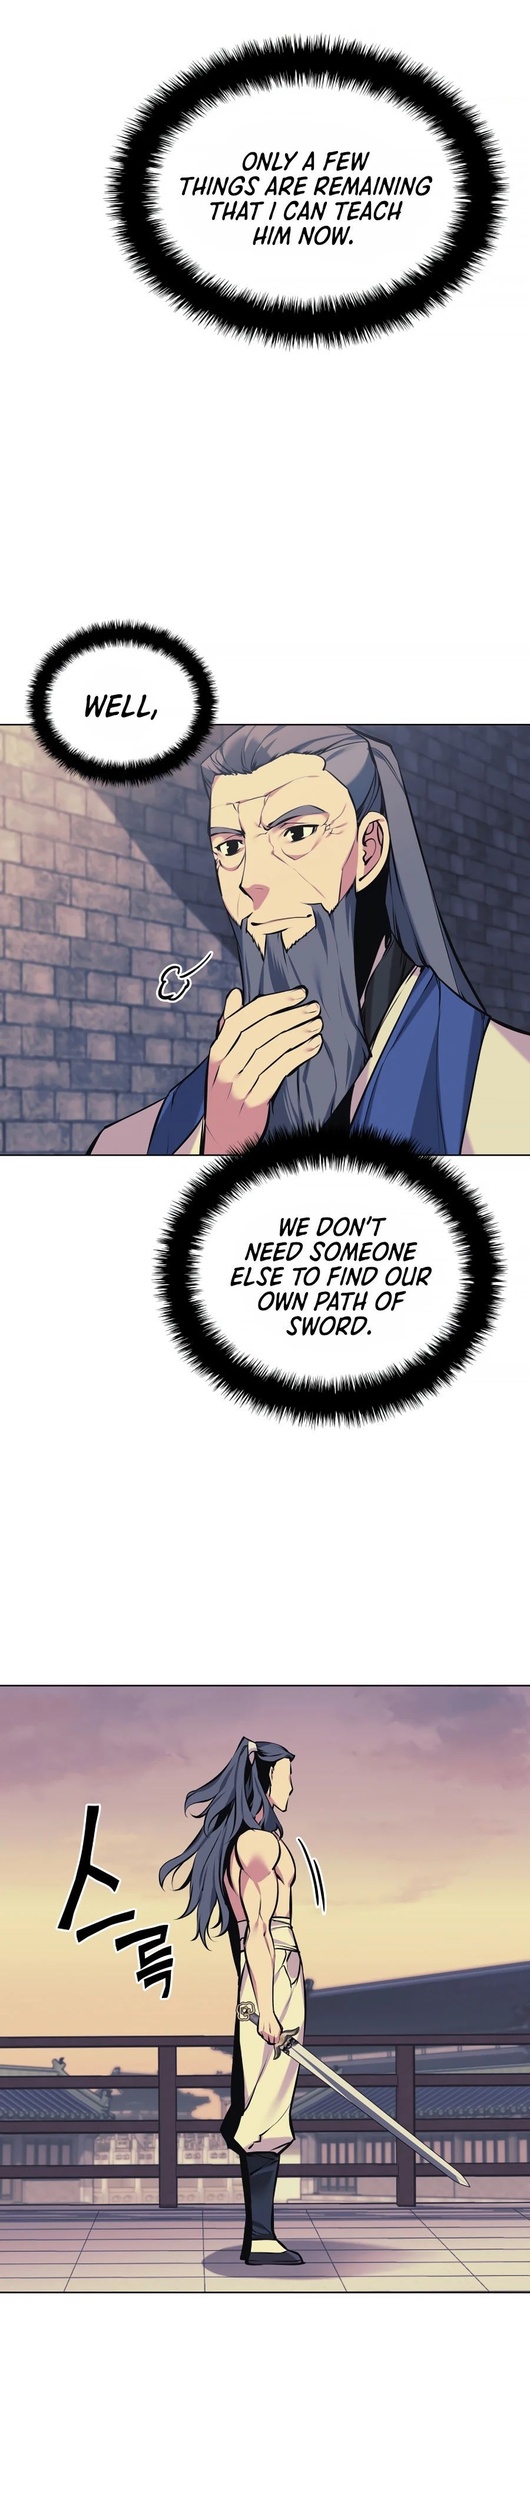 ONLY A FEW
THINGS ARE REMAINING
THAT I CAN TEACH
HIM NOW.
WELL,
WE DON'T
NEED SOMEONE
ELSE TO FIND OUR
OWN PATH OF
SWORD.
스윽